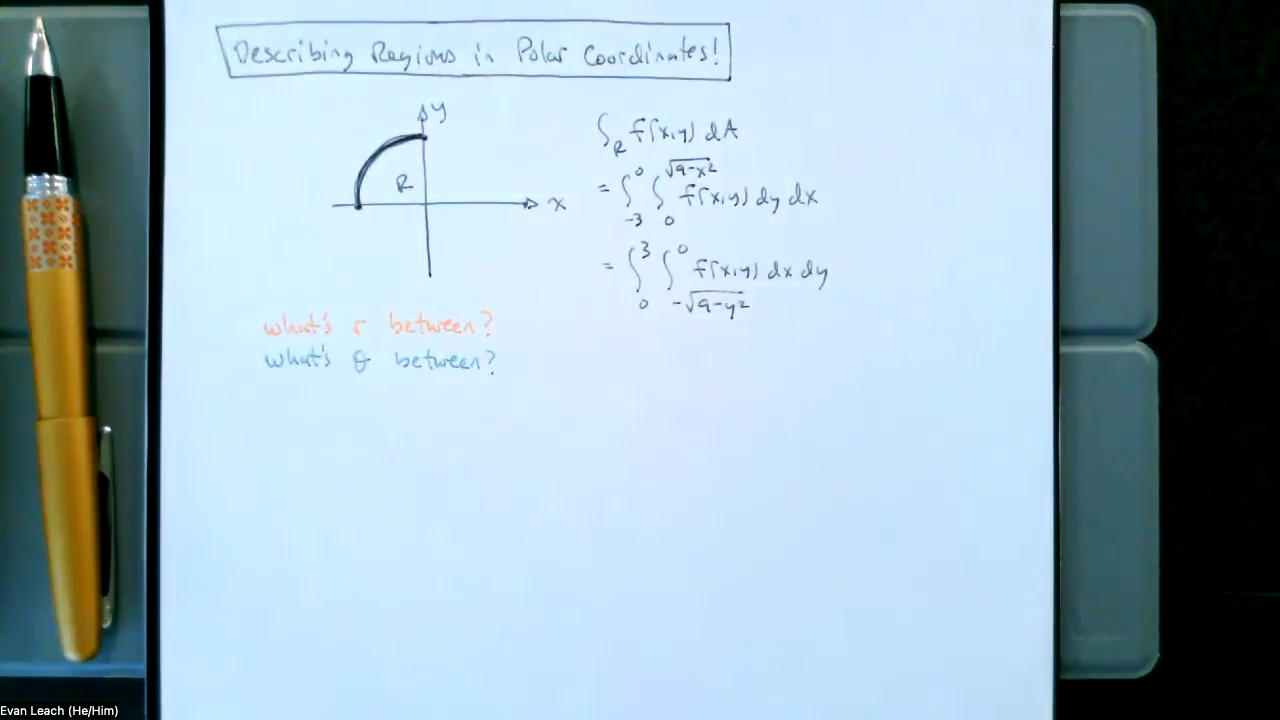 Describing Regions in Polar Coordinates!
y
R
x
∫_R f(x,y) dA
= ∫_{-3}^{0} ∫_{0}^{√(9-x²)} f(x,y) dy dx
= ∫_{0}^{3} ∫_{-√(9-y²)}^{0} f(x,y) dx dy
what's r between?
what's θ between?
Evan Leach (He/Him)